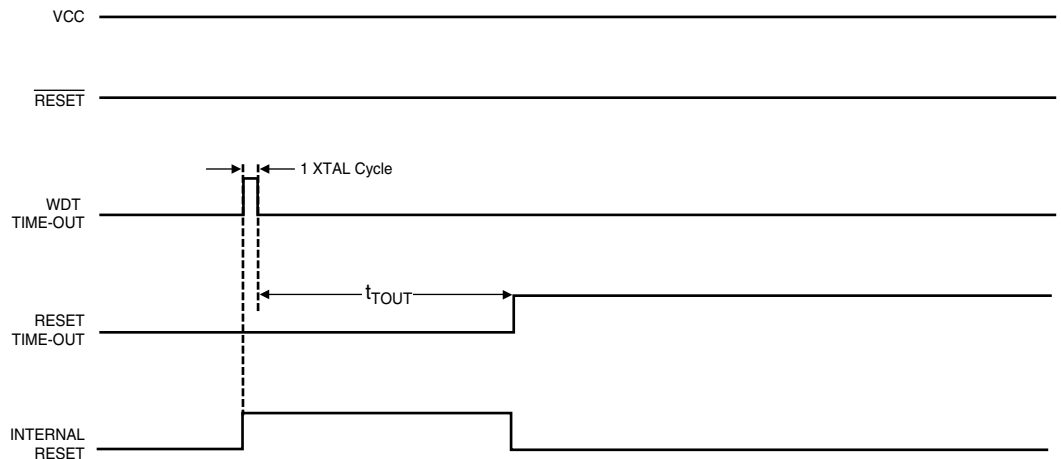 VCC
RESET
1 XTAL Cycle
WDT
TIME-OUT
tTOUT
RESET
TIME-OUT
INTERNAL
RESET